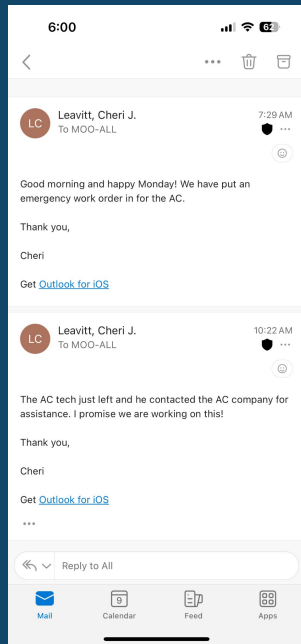 6:00
62
LC
Leavitt, Cheri J.
7:29 AM
To MOO-ALL
Good morning and happy Monday! We have put an
emergency work order in for the AC.
Thank you,
Cheri
Get Outlook for iOS
LC
Leavitt, Cheri J.
10:22 AM
To MOO-ALL
The AC tech just left and he contacted the AC company for
assistance. I promise we are working on this!
Thank you,
Cheri
Get Outlook for iOS
Reply to All
9
Mail
Calendar
Feed
Apps